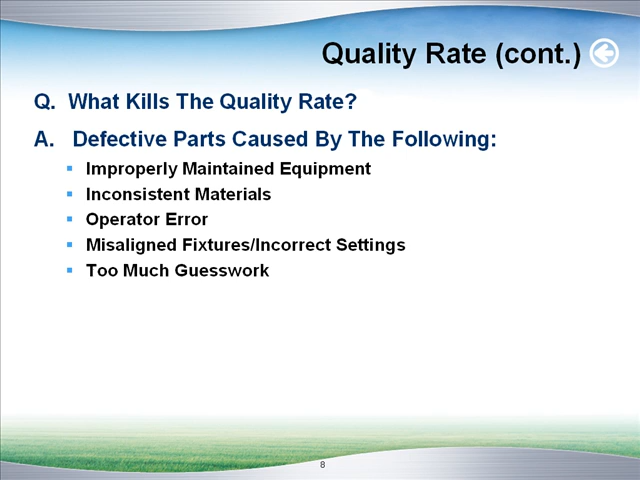 Quality Rate (cont.)
Q. What Kills The Quality Rate?
A. Defective Parts Caused By The Following:
▪ Improperly Maintained Equipment
▪ Inconsistent Materials
▪ Operator Error
▪ Misaligned Fixtures/Incorrect Settings
▪ Too Much Guesswork
8